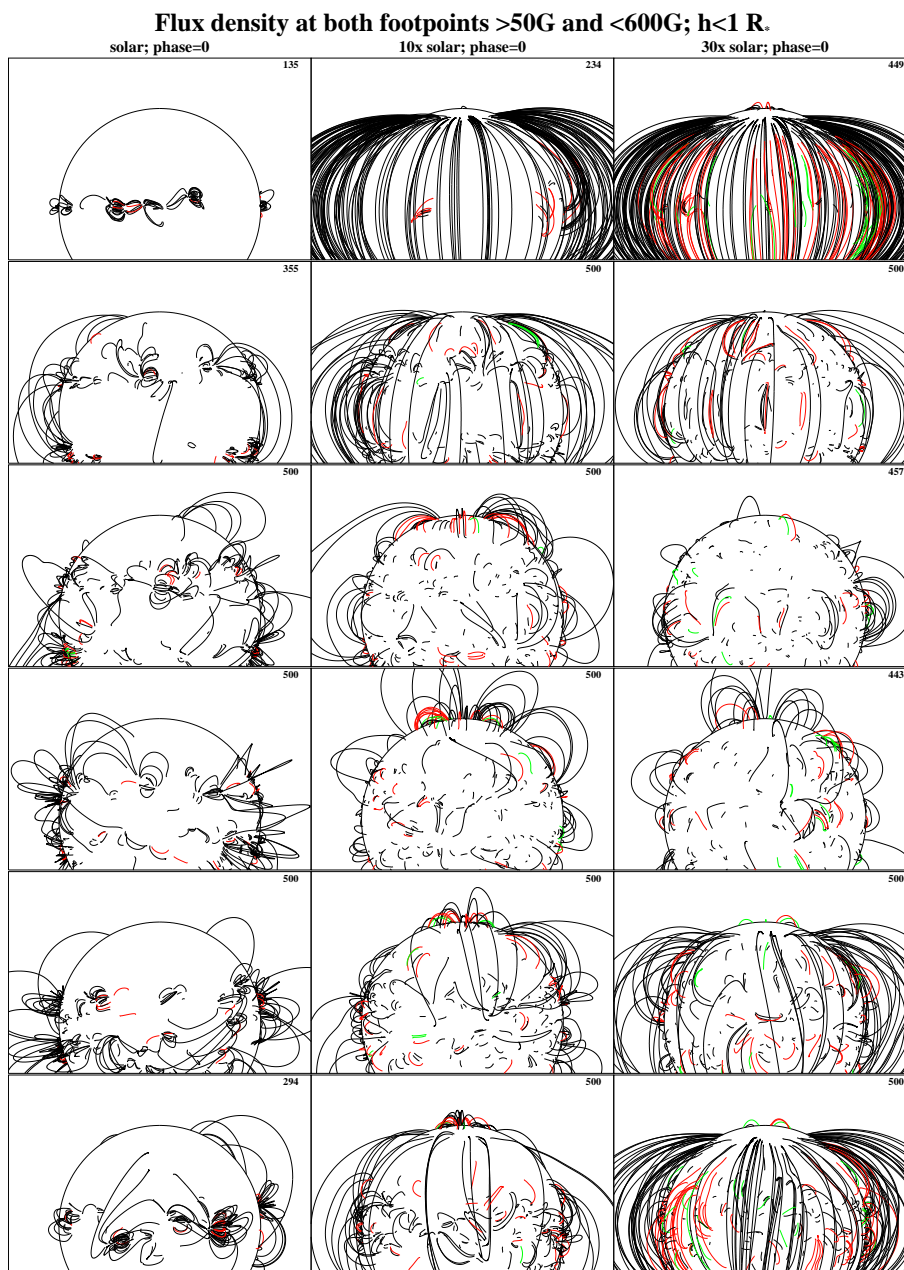 Flux density at both footpoints >50G and <600G; h<1 R*
solar; phase=0 10x solar; phase=0 30x solar; phase=0
135 234 449
355 500 500
500 500 457
500 500 443
500 500 500
294 500 500